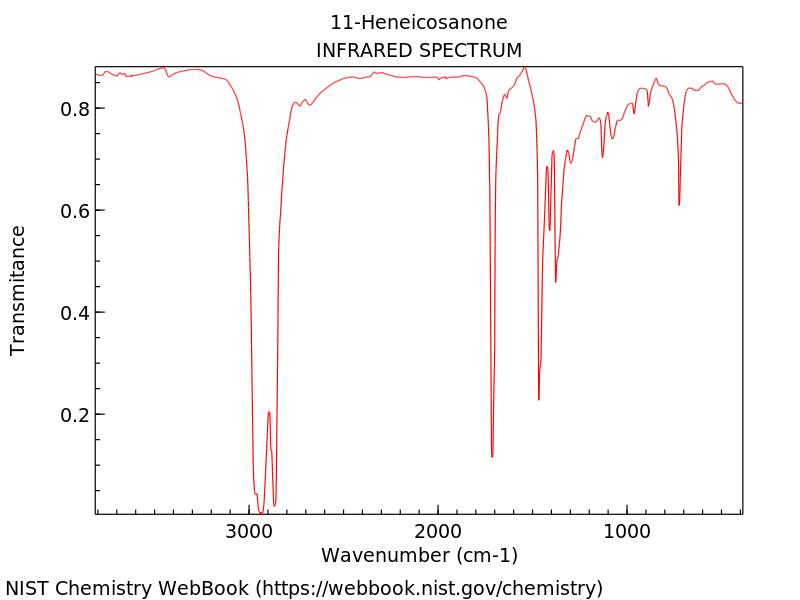 11-Heneicosanone
INFRARED SPECTRUM
0.8
0.6
0.4
0.2
Transmitance
3000 2000 1000
Wavenumber (cm-1)
NIST Chemistry WebBook (https://webbook.nist.gov/chemistry)